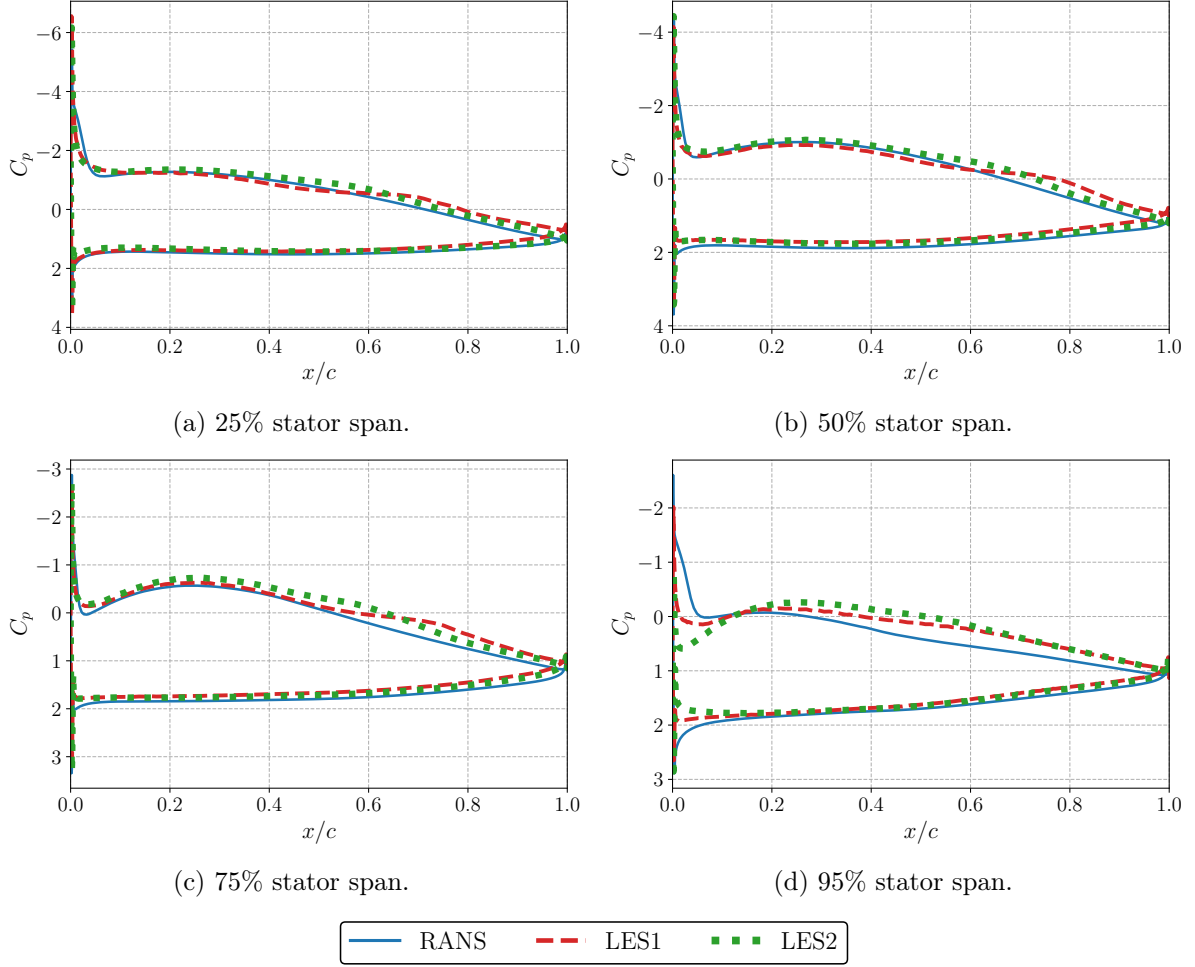 −6
−4
−2
0
2
4
C_p
0.0 0.2 0.4 0.6 0.8 1.0
x/c
(a) 25% stator span.
−4
−2
0
2
4
C_p
0.0 0.2 0.4 0.6 0.8 1.0
x/c
(b) 50% stator span.
−3
−2
−1
0
1
2
3
C_p
0.0 0.2 0.4 0.6 0.8 1.0
x/c
(c) 75% stator span.
−2
−1
0
1
2
3
C_p
0.0 0.2 0.4 0.6 0.8 1.0
x/c
(d) 95% stator span.
RANS LES1 LES2